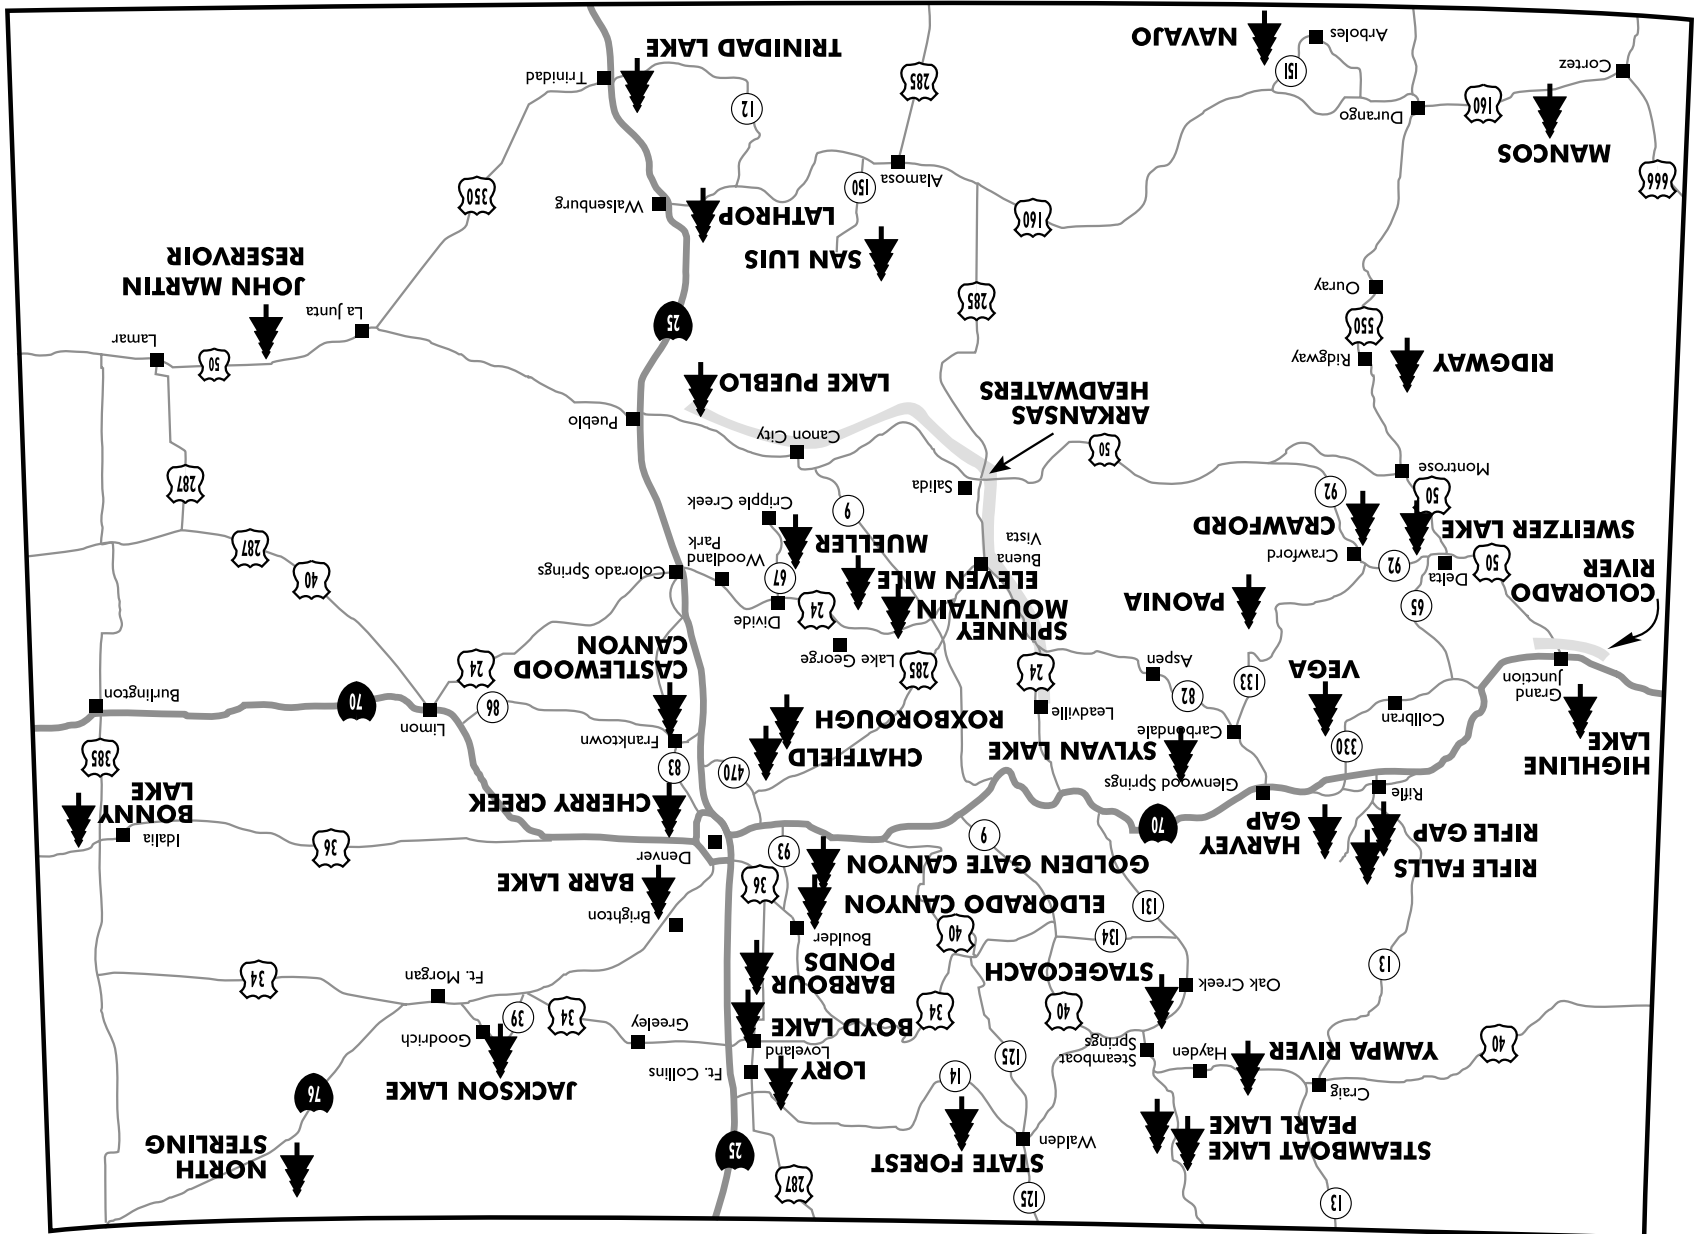 13
125
287
25
NORTH
STERLING
STEAMBOAT LAKE
PEARL LAKE
STATE FOREST
Walden
76
Craig
YAMPA RIVER
Hayden
Steamboat
Springs
14
LORY
Ft. Collins
JACKSON LAKE
40
125
Loveland
BOYD LAKE
Greeley
Goodrich
39
34
34
40
Oak Creek
STAGECOACH
BARBOUR
PONDS
Ft. Morgan
34
13
134
40
Boulder
131
ELDORADO CANYON
Brighton
BARR LAKE
36
RIFLE FALLS
RIFLE GAP
HARVEY
GAP
GOLDEN GATE CANYON
93
Denver
36
9
70
Idalia
BONNY
LAKE
Rifle
Glenwood Springs
CHERRY CREEK
HIGHLINE
LAKE
330
SYLVAN LAKE
CHATFIELD
470
83
385
Carbondale
ROXBOROUGH
Franktown
Limon
86
70
Burlington
Grand
Junction
Collbran
VEGA
133
82
Aspen
Leadville
24
285
Lake George
CASTLEWOOD
CANYON
24
COLORADO
RIVER
65
PAONIA
SPINNEY
MOUNTAIN
ELEVEN MILE
24
Divide
67
Woodland
Park
Colorado Springs
40
287
50
Delta
92
Crawford
Buena
Vista
MUELLER
SWEITZER LAKE
50
CRAWFORD
92
9
Cripple Creek
287
Montrose
50
Salida
Canon City
ARKANSAS
HEADWATERS
Pueblo
LAKE PUEBLO
RIDGWAY
Ridgway
550
Ouray
285
25
La Junta
50
Lamar
JOHN MARTIN
RESERVOIR
SAN LUIS
LATHROP
Walsenburg
350
160
150
Alamosa
666
MANCOS
160
Durango
12
285
Cortez
151
Arboles
NAVAJO
Trinidad
TRINIDAD LAKE